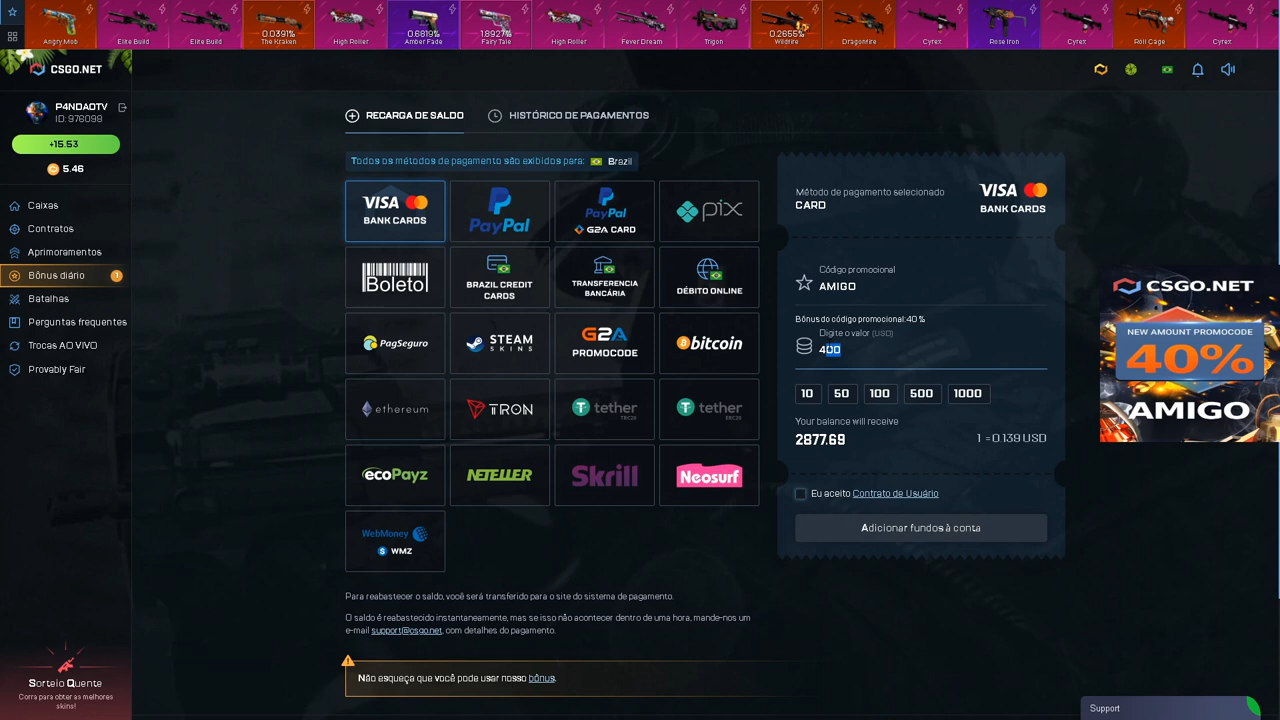 Angry Mob
Elite Build
Elite Build
0.0391%
The Kraken
High Roller
0.6819%
Amber Fade
1.8927%
Fairy Tale
High Roller
Fever Dream
Trigon
0.2655%
Wildfire
Dragonfire
Cyrex
Rose Iron
Cyrex
Roll Cage
Cyrex
CSGO.NET
P4NDAOTV
ID: 978098
+15.53
5.46
Caixas
Contratos
Aprimoramentos
Bônus diário
1
Batalhas
Perguntas frequentes
Trocas AO VIVO
Provably Fair
Sorteio Quente
Corra para obter as melhores
skins!
RECARGA DE SALDO
HISTÓRICO DE PAGAMENTOS
Todos os métodos de pagamento são exibidos para: Brazil
VISA
BANK CARDS
PayPal
PayPal
G2A CARD
pix
Boleto
BRAZIL CREDIT
CARDS
TRANSFERENCIA
BANCÁRIA
DÉBITO ONLINE
PagSeguro
STEAM
SKINS
G2A
PROMOCODE
bitcoin
ethereum
TRON
tether
TRC20
tether
ERC20
ecoPayz
NETELLER
Skrill
Neosurf
WebMoney
WMZ
Para reabastecer o saldo, você será transferido para o site do sistema de pagamento.
O saldo é reabastecido instantaneamente, mas se isso não acontecer dentro de uma hora, mande-nos um
e-mail support@csgo.net, com detalhes do pagamento.
Não esqueça que você pode usar nosso bônus.
Método de pagamento selecionado
CARD
VISA
BANK CARDS
Código promocional
AMIGO
Bônus do código promocional:40 %
Digite o valor (USD)
400
10 50 100 500 1000
Your balance will receive
2877.69
1 = 0.139 USD
Eu aceito Contrato de Usuário
Adicionar fundos à conta
CSGO.NET
NEW AMOUNT PROMOCODE
40%
AMIGO
Support